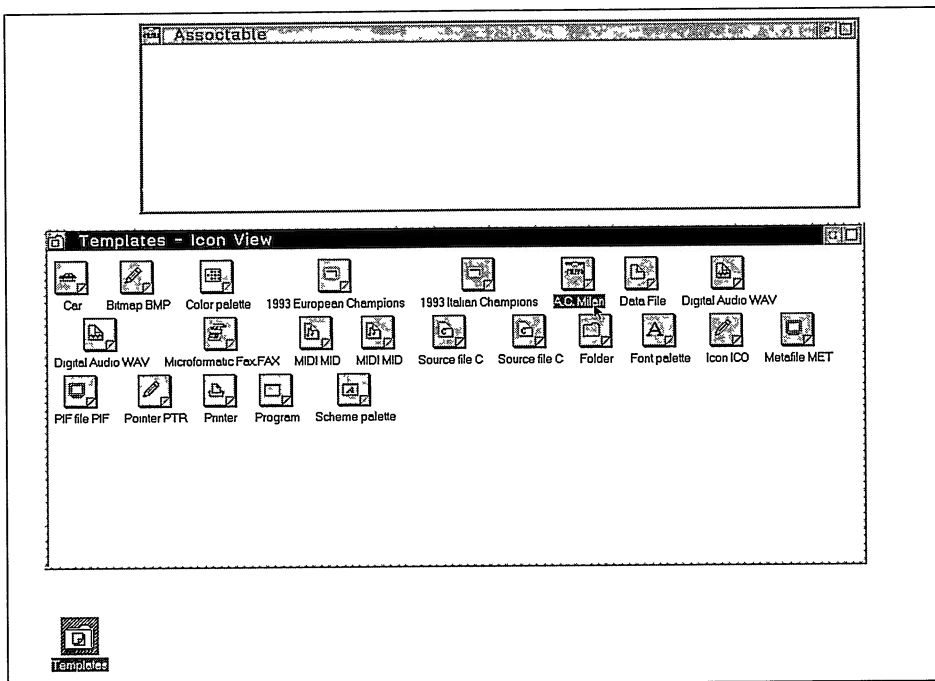 Assoctable
Templates - Icon View
Car Bitmap BMP Color palette 1993 European Champions 1993 Italian Champions A.C. Milan Data File Digital Audio WAV
Digital Audio WAV Microformatic Fax.FAX MIDI MID MIDI MID Source file C Source file C Folder Font palette Icon ICO Metafile MET
PIF file PIF Pointer PTR Printer Program Scheme palette
Templates